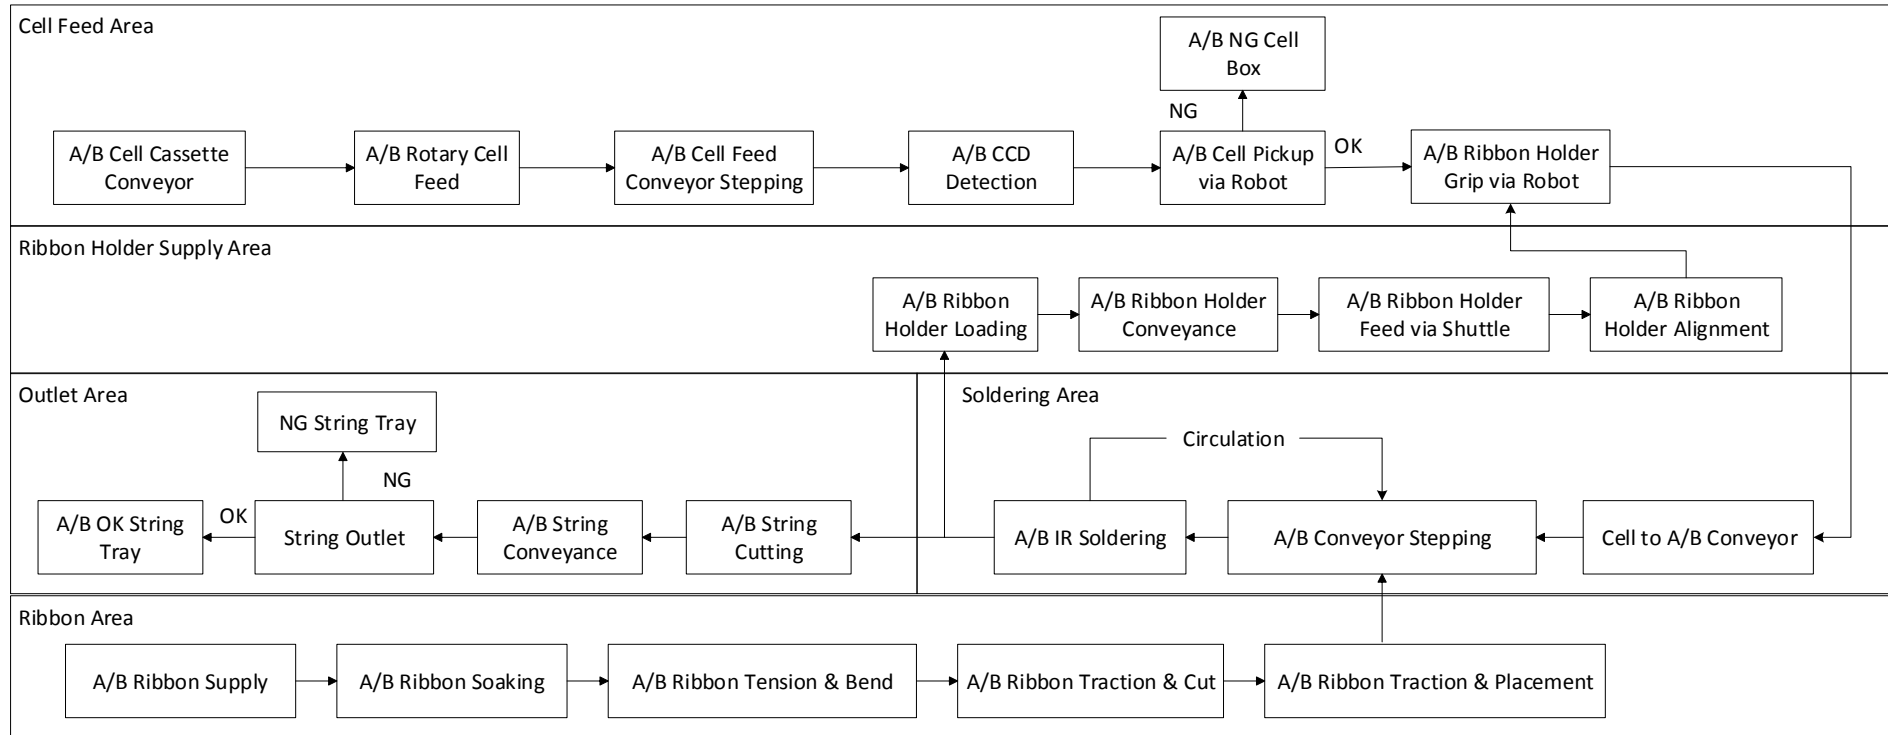 Cell Feed Area
A/B NG Cell
Box
NG
A/B Cell Cassette
Conveyor
A/B Rotary Cell
Feed
A/B Cell Feed
Conveyor Stepping
A/B CCD
Detection
A/B Cell Pickup
via Robot
OK
A/B Ribbon Holder
Grip via Robot
Ribbon Holder Supply Area
A/B Ribbon
Holder Loading
A/B Ribbon Holder
Conveyance
A/B Ribbon Holder
Feed via Shuttle
A/B Ribbon
Holder Alignment
Outlet Area
NG String Tray
NG
A/B OK String
Tray
OK
String Outlet
A/B String
Conveyance
A/B String
Cutting
Soldering Area
Circulation
A/B IR Soldering
A/B Conveyor Stepping
Cell to A/B Conveyor
Ribbon Area
A/B Ribbon Supply
A/B Ribbon Soaking
A/B Ribbon Tension & Bend
A/B Ribbon Traction & Cut
A/B Ribbon Traction & Placement